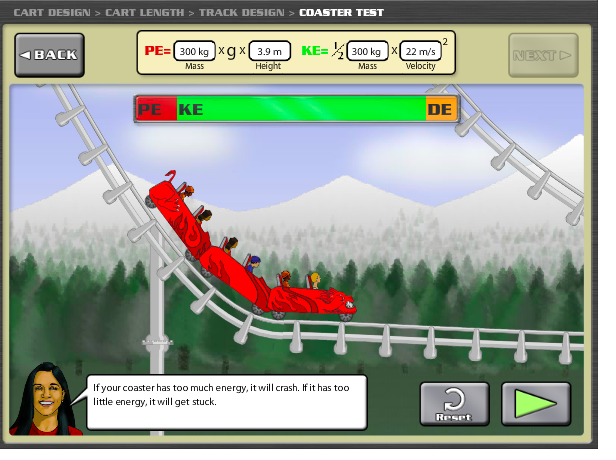 CART DESIGN > CART LENGTH > TRACK DESIGN > COASTER TEST
BACK
PE= 300 kg x g x 3.9 m KE= 1/2 300 kg x 22 m/s 2
Mass Height Mass Velocity
NEXT
PE KE DE
If your coaster has too much energy, it will crash. If it has too
little energy, it will get stuck.
Reset